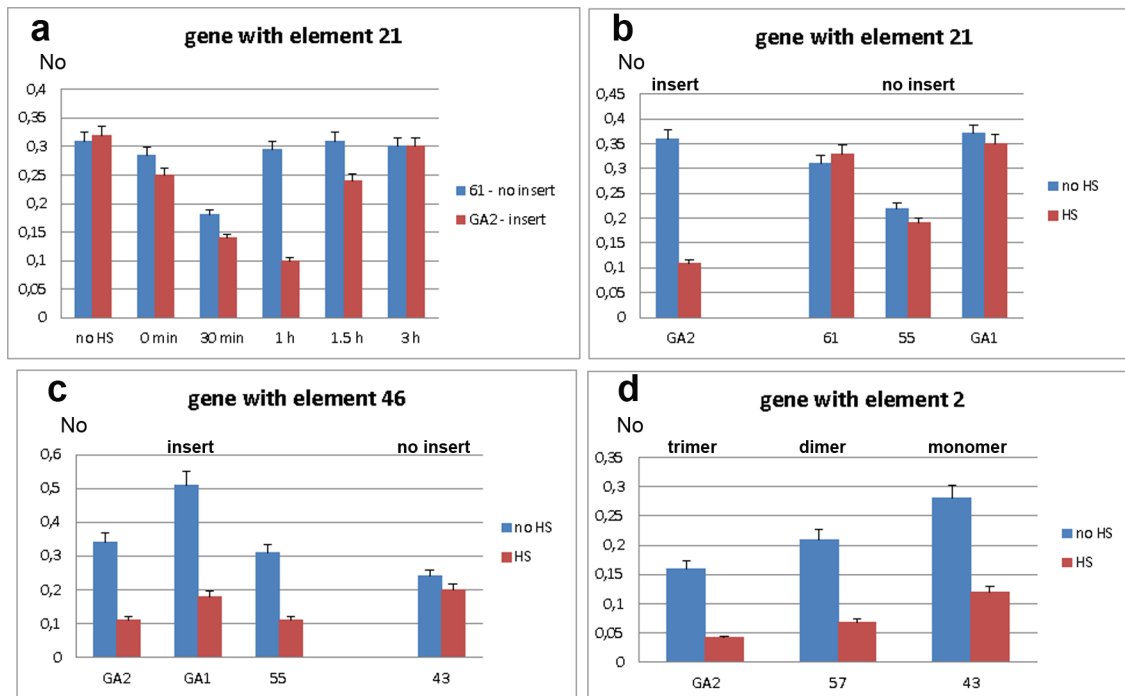 a
gene with element 21
No
0,4
0,35
0,3
0,25
0,2
0,15
0,1
0,05
0
no HS 0 min 30 min 1 h 1.5 h 3 h
61 - no insert
GA2 - insert
b
gene with element 21
No
insert no insert
0,45
0,4
0,35
0,3
0,25
0,2
0,15
0,1
0,05
0
GA2 61 55 GA1
no HS
HS
c
gene with element 46
No
insert no insert
0,6
0,5
0,4
0,3
0,2
0,1
0
GA2 GA1 55 43
no HS
HS
d
gene with element 2
No
trimer dimer monomer
0,35
0,3
0,25
0,2
0,15
0,1
0,05
0
GA2 57 43
no HS
HS